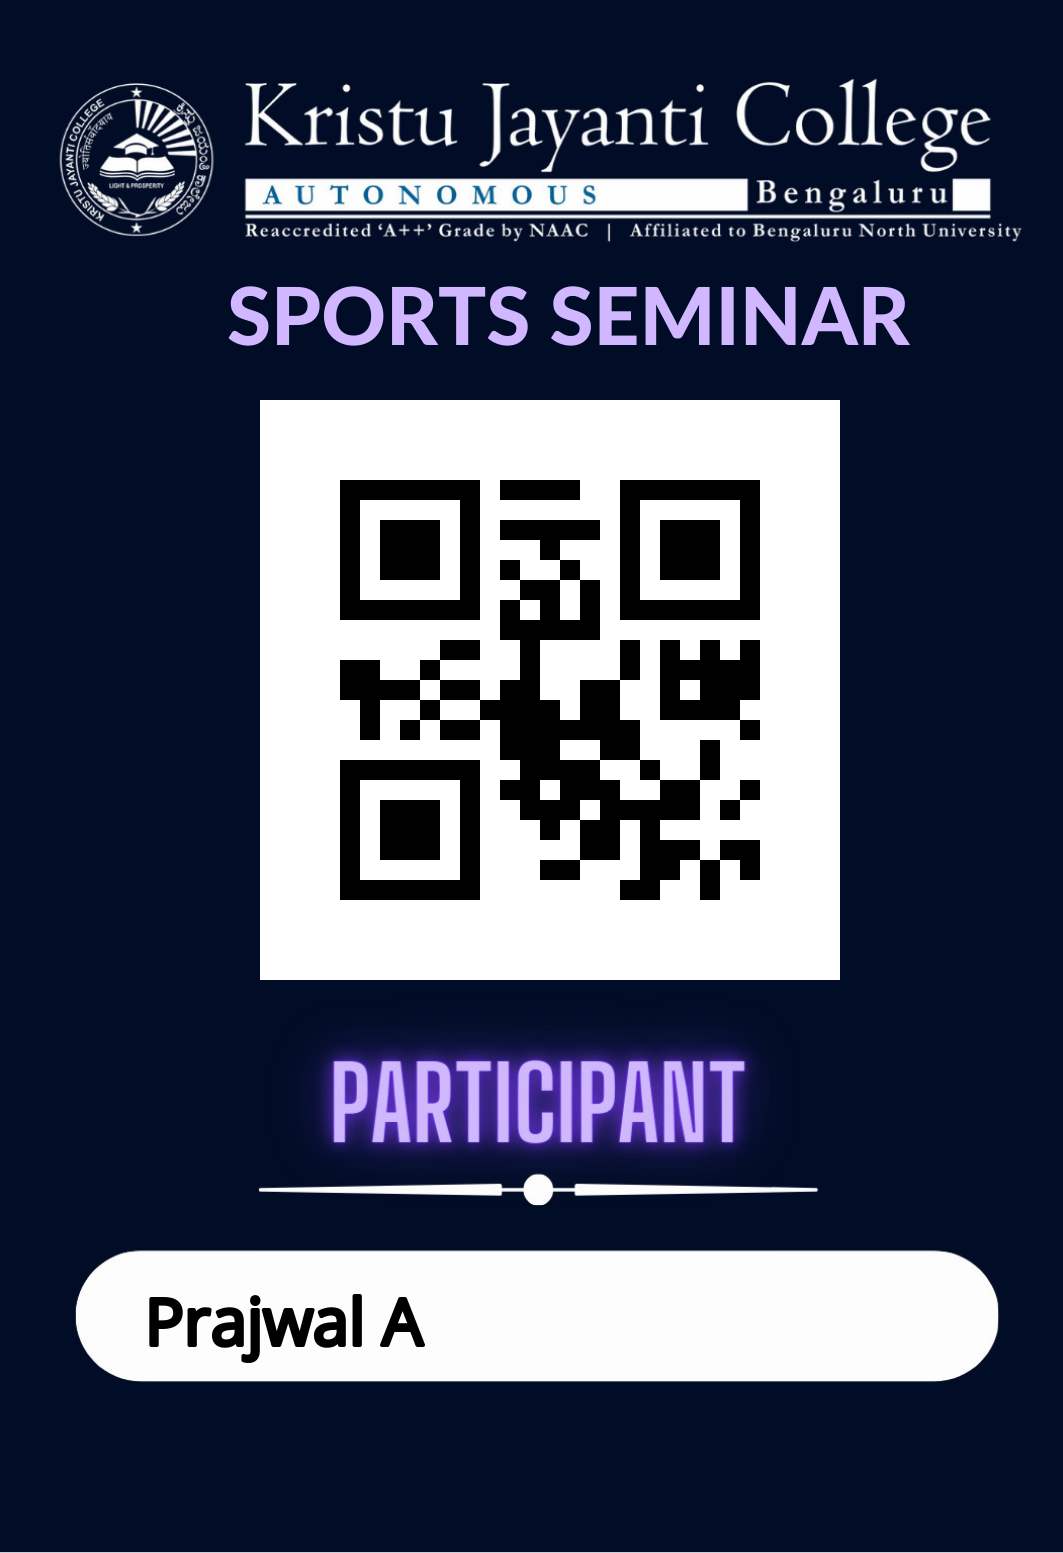 KRISTU JAYANTI COLLEGE
ಕ್ರಿಸ್ತು ಜಯಂತಿ ಕಾಲೇಜು
LIGHT & PROSPERITY
Kristu Jayanti College
AUTONOMOUS Bengaluru
Reaccredited ‘A++’ Grade by NAAC | Affiliated to Bengaluru North University
SPORTS SEMINAR
PARTICIPANT
Prajwal A